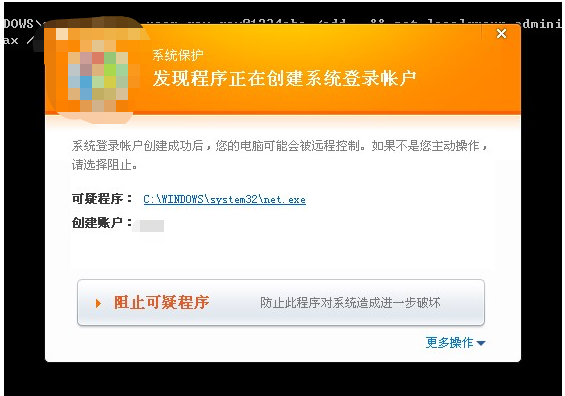 DOWS\
&& net localgroup admini
ax /
系统保护
发现程序正在创建系统登录帐户
系统登录帐户创建成功后，您的电脑可能会被远程控制。如果不是您主动操作，
请选择阻止。
可疑程序： C:\WINDOWS\system32\net.exe
创建账户：
阻止可疑程序 防止此程序对系统造成进一步破坏
更多操作